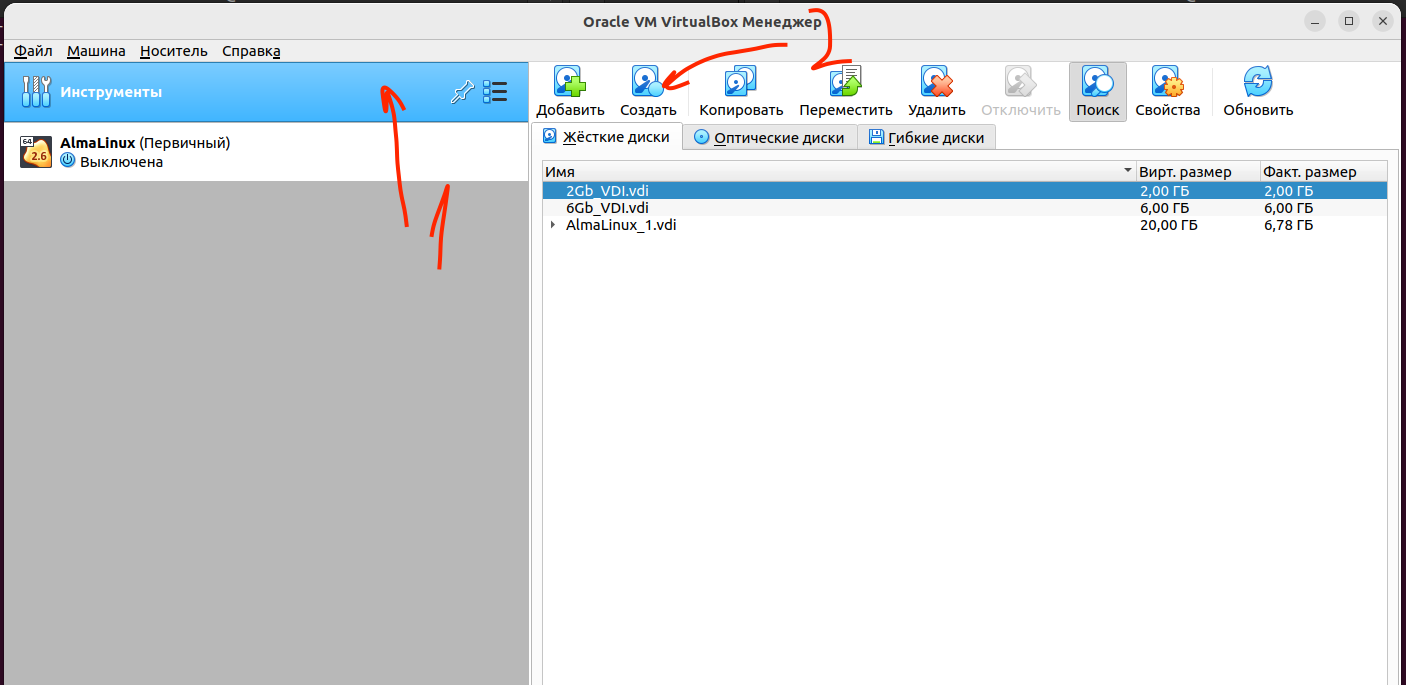 Oracle VM VirtualBox Менеджер
2
Файл Машина Носитель Справка
Инструменты
Добавить Создать Копировать Переместить Удалить Отключить Поиск Свойства Обновить
64
2.6
AlmaLinux (Первичный)
Выключена
1
Жёсткие диски Оптические диски Гибкие диски
Имя Вирт. размер Факт. размер
2Gb_VDI.vdi 2,00 ГБ 2,00 ГБ
6Gb_VDI.vdi 6,00 ГБ 6,00 ГБ
AlmaLinux_1.vdi 20,00 ГБ 6,78 ГБ